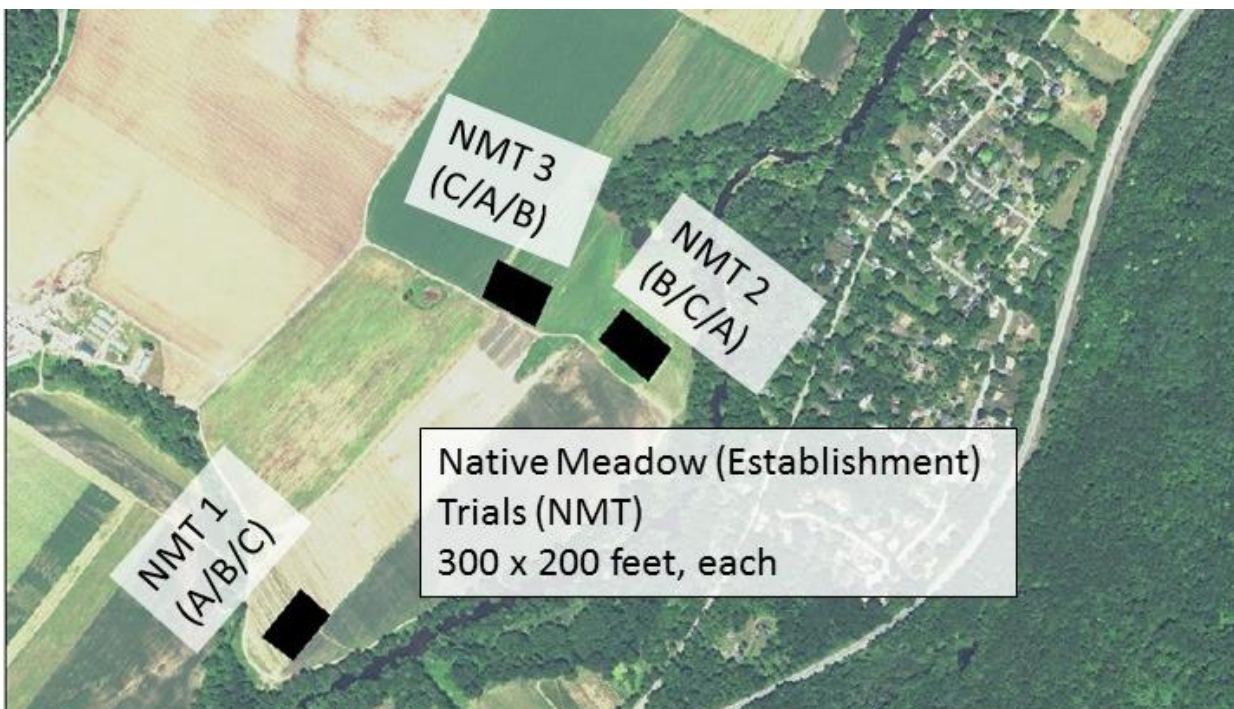 NMT 3
(C/A/B)
NMT 2
(B/C/A)
NMT 1
(A/B/C)
Native Meadow (Establishment)
Trials (NMT)
300 x 200 feet, each